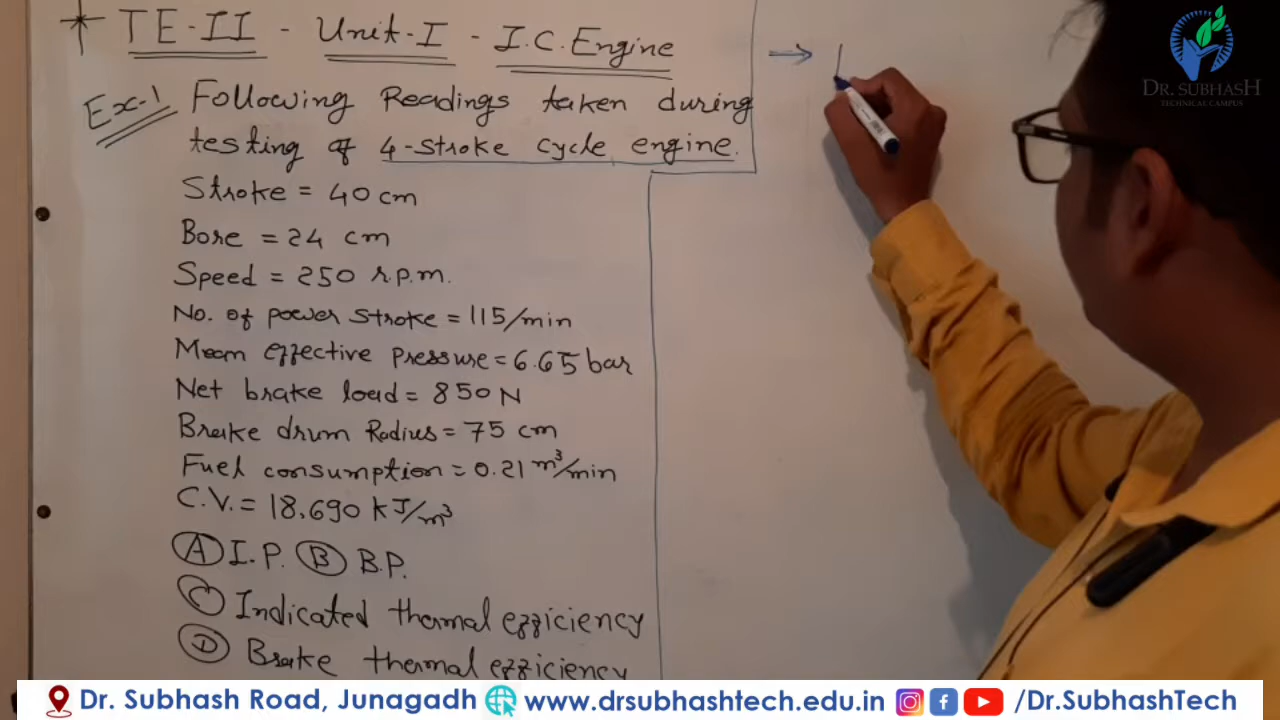 * TE-II - Unit-I - I.C. Engine
Ex-1 Following Readings taken during
testing of 4-stroke cycle engine.
Stroke = 40 cm
Bore = 24 cm
Speed = 250 r.p.m.
No. of power stroke = 115/min
Mean effective pressure = 6.65 bar
Net brake load = 850 N
Brake drum Radius = 75 cm
Fuel consumption = 0.21 m³/min
C.V. = 18,690 kJ/m³
(A) I.P. (B) B.P.
(C) Indicated thermal efficiency
(D) Brake thermal efficiency
→
DR. SUBHASH
TECHNICAL CAMPUS
Dr. Subhash Road, Junagadh www.drsubhashtech.edu.in /Dr.SubhashTech